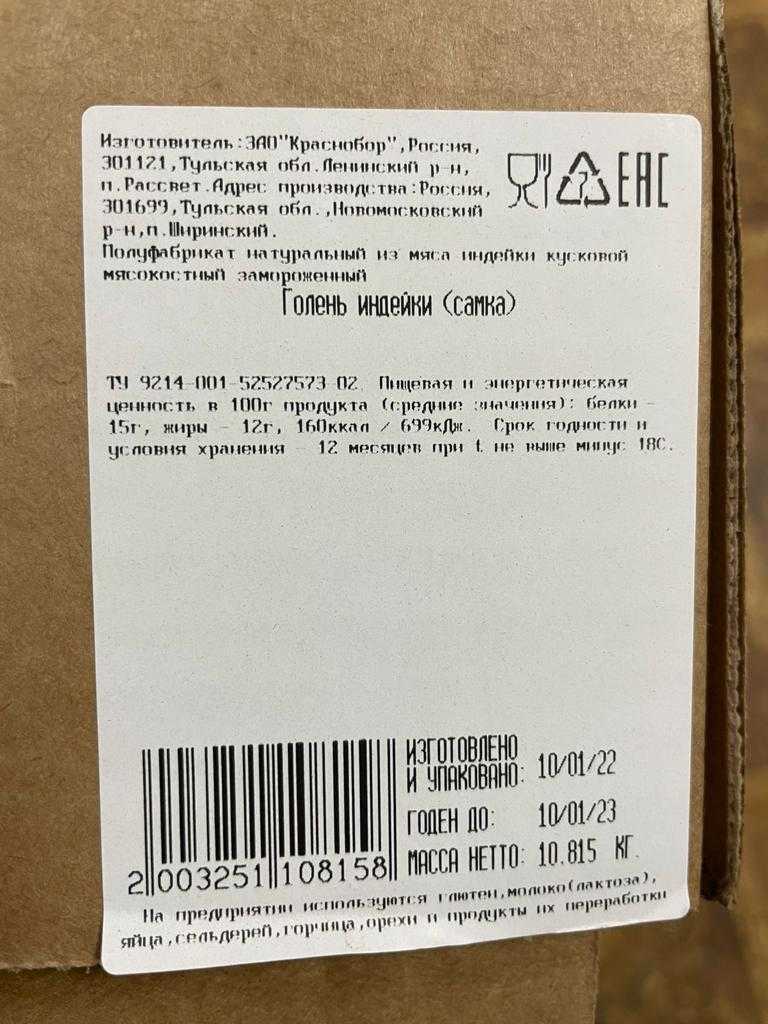 Изготовитель:ЗАО"Краснобор",Россия,
301121,Тульская обл.Ленинский р-н,
п.Рассвет.Адрес производства:Россия,
301699,Тульская обл.,Новомосковский
р-н,п.Ширинский.
7
EAC
Полуфабрикат натуральный из мяса индейки кусковой
мясокостный замороженный
Голень индейки (самка)
ТУ 9214-001-52527573-02. Пищевая и энергетическая
ценность в 100г продукта (средние значения): белки -
15г, жиры - 12г, 160ккал / 699кДж. Срок годности и
условия хранения - 12 месяцев при t не выше минус 18С.
ИЗГОТОВЛЕНО
И УПАКОВАНО: 10/01/22
ГОДЕН ДО: 10/01/23
МАССА НЕТТО: 10.815 КГ.
2 003251 108158
На предприятии используются глютен,молоко(лактоза),
яйца,сельдерей,горчица,орехи и продукты их переработки